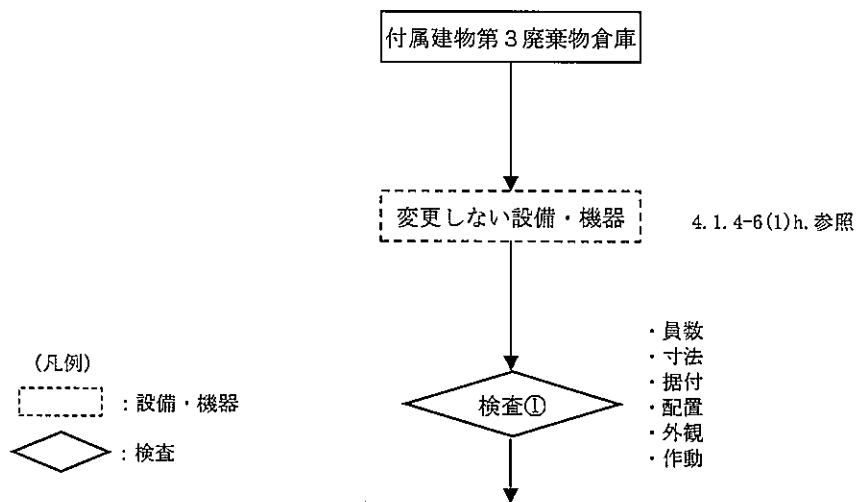 付属建物第3廃棄物倉庫
変更しない設備・機器
4.1.4-6(1)h.参照
検査①
・員数
・寸法
・据付
・配置
・外観
・作動
(凡例)
:設備・機器
:検査